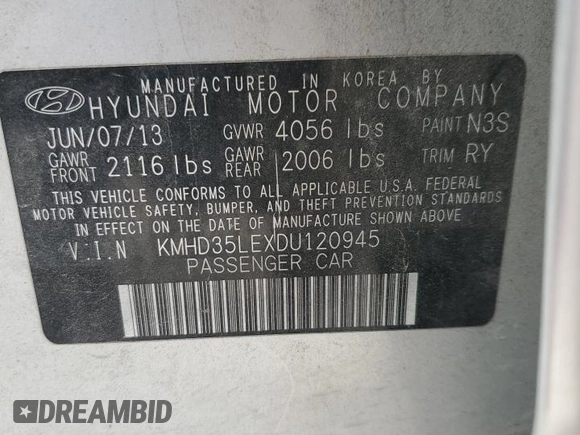 MANUFACTURED IN KOREA BY
HYUNDAI MOTOR COMPANY
JUN/07/13 GVWR 4056 lbs PAINT N3S
GAWR FRONT 2116 lbs GAWR REAR 2006 lbs TRIM RY
THIS VEHICLE CONFORMS TO ALL APPLICABLE U.S.A. FEDERAL
MOTOR VEHICLE SAFETY, BUMPER, AND THEFT PREVENTION STANDARDS
IN EFFECT ON THE DATE OF MANUFACTURE SHOWN ABOVE
V.I.N KMHD35LEXDU120945
PASSENGER CAR
DREAMBID